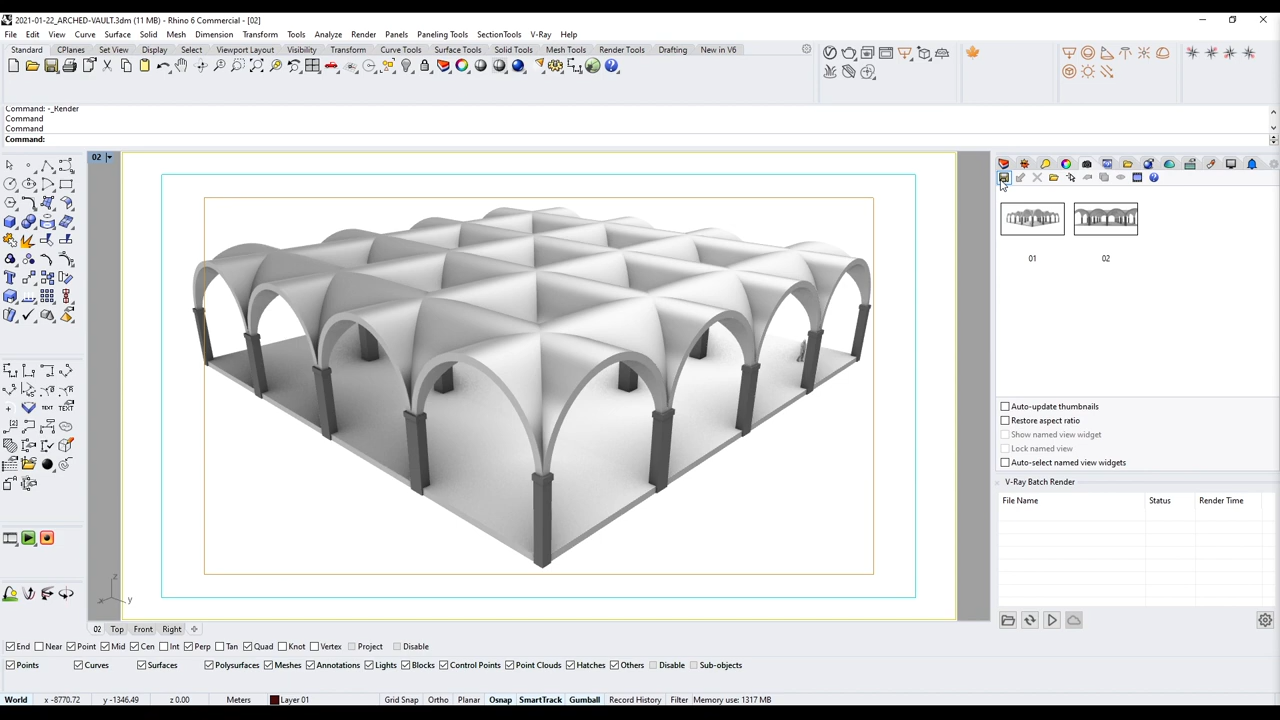 2021-01-22_ARCHED-VAULT.3dm (11 MB) - Rhino 6 Commercial - [02]
File Edit View Curve Surface Solid Mesh Dimension Transform Tools Analyze Render Panels Paneling Tools SectionTools V-Ray Help
Standard CPlanes Set View Display Select Viewport Layout Visibility Transform Curve Tools Surface Tools Solid Tools Mesh Tools Render Tools Drafting New in V6
Command: -_Render
Command
Command
Command:
02
01 02
Auto-update thumbnails
Restore aspect ratio
Show named view widget
Lock named view
Auto-select named view widgets
V-Ray Batch Render
File Name Status Render Time
TEXT TEXT
z
x y
02 Top Front Right
End Near Point Mid Cen Int Perp Tan Quad Knot Vertex Project Disable
Points Curves Surfaces Polysurfaces Meshes Annotations Lights Blocks Control Points Point Clouds Hatches Others Disable Sub-objects
World x -8770.72 y -1346.49 z 0.00 Meters Layer 01 Grid Snap Ortho Planar Osnap SmartTrack Gumball Record History Filter Memory use: 1317 MB